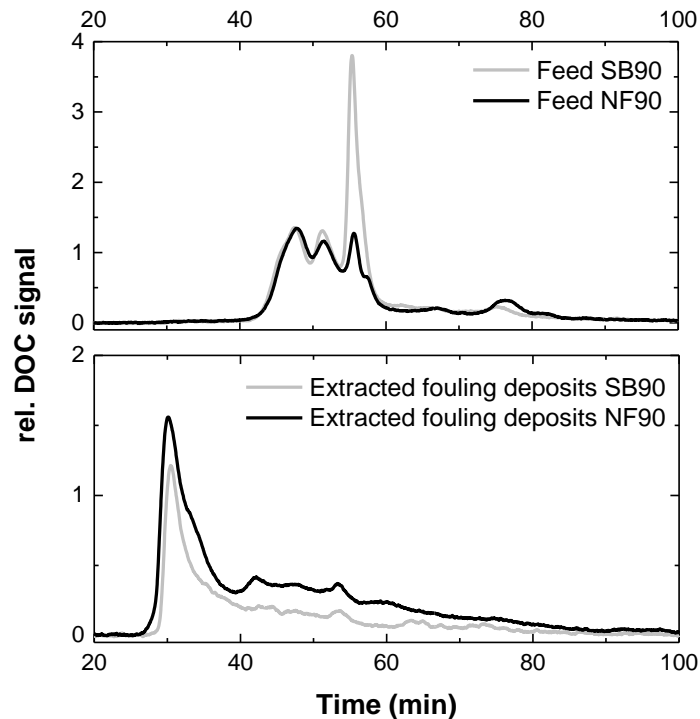 20 40 60 80 100
4
3
2
1
0
Feed SB90
Feed NF90
rel. DOC signal
2
1
0
Extracted fouling deposits SB90
Extracted fouling deposits NF90
20 40 60 80 100
Time (min)